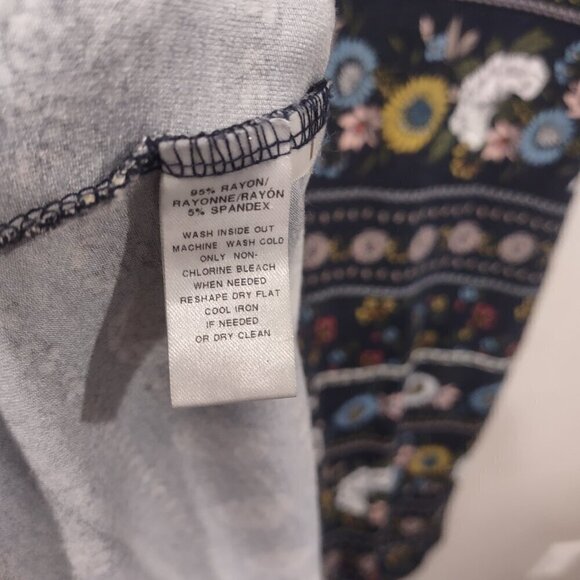 95% RAYON/
RAYONNE/RAYÓN
5% SPANDEX
WASH INSIDE OUT
MACHINE WASH COLD
ONLY NON-
CHLORINE BLEACH
WHEN NEEDED
RESHAPE DRY FLAT
COOL IRON
IF NEEDED
OR DRY CLEAN